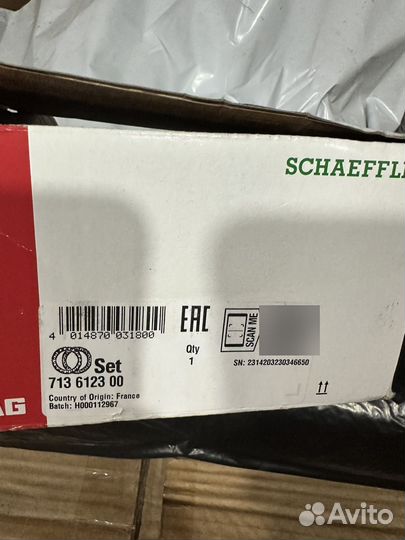 SCHAEFFL
4 014870 031800
EAC
Qty
1
SCAN ME
SN: 2314203230346650
Set
713 6123 00
Country of Origin: France
Batch: H000112967
AG
Avito